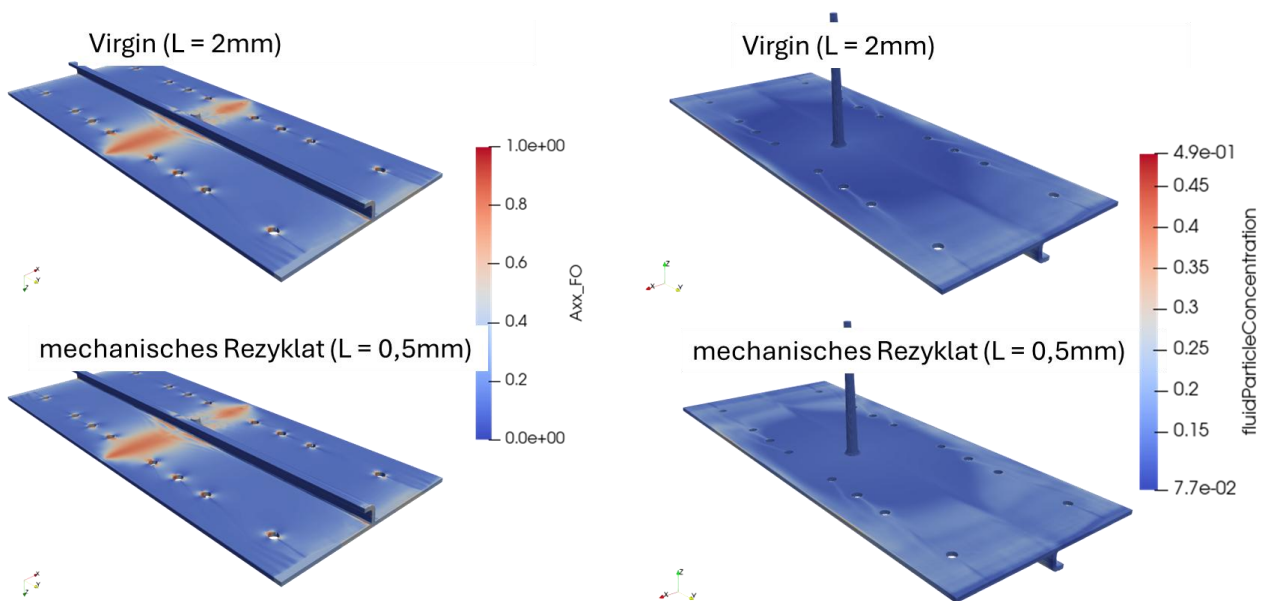 Virgin (L = 2mm)
1.0e+00
0.8
0.6
0.4
0.2
0.0e+00
Axx_FO
mechanisches Rezyklat (L = 0,5mm)
Virgin (L = 2mm)
4.9e-01
0.45
0.4
0.35
0.3
0.25
0.2
0.15
7.7e-02
fluidParticleConcentration
mechanisches Rezyklat (L = 0,5mm)
X
Y
Z
X
Y
Z
X
Y
Z
X
Y
Z